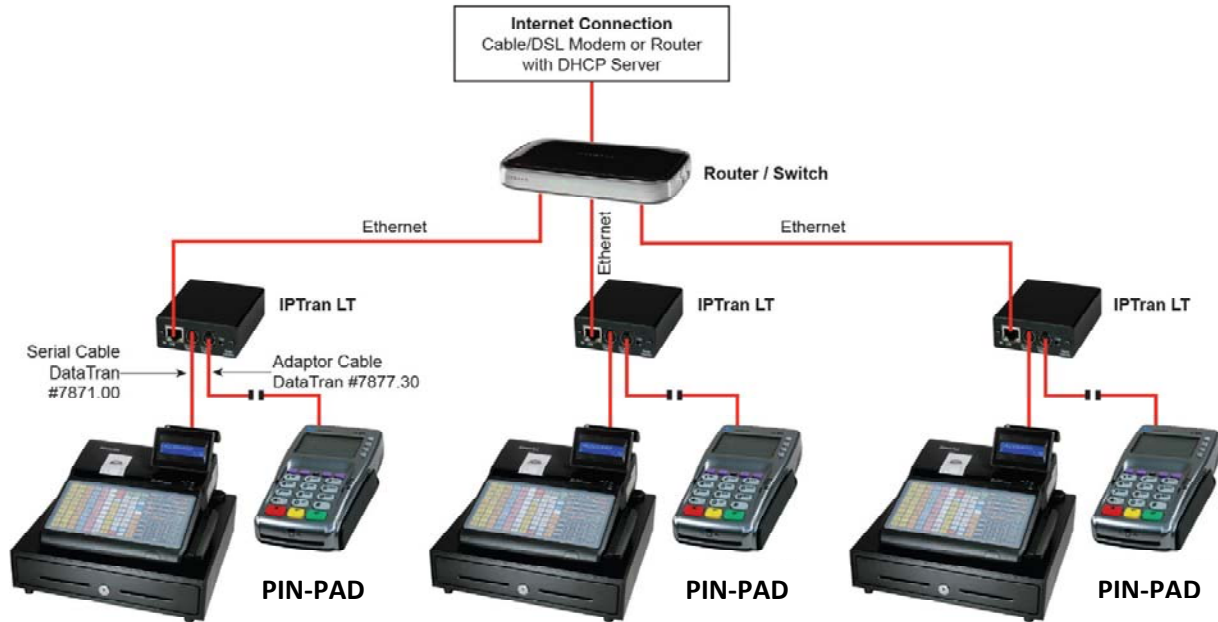 Internet Connection
Cable/DSL Modem or Router
with DHCP Server
Router / Switch
Ethernet
Ethernet
Ethernet
IPTran LT
IPTran LT
IPTran LT
Serial Cable
DataTran
#7871.00
Adaptor Cable
DataTran #7877.30
PIN-PAD
PIN-PAD
PIN-PAD